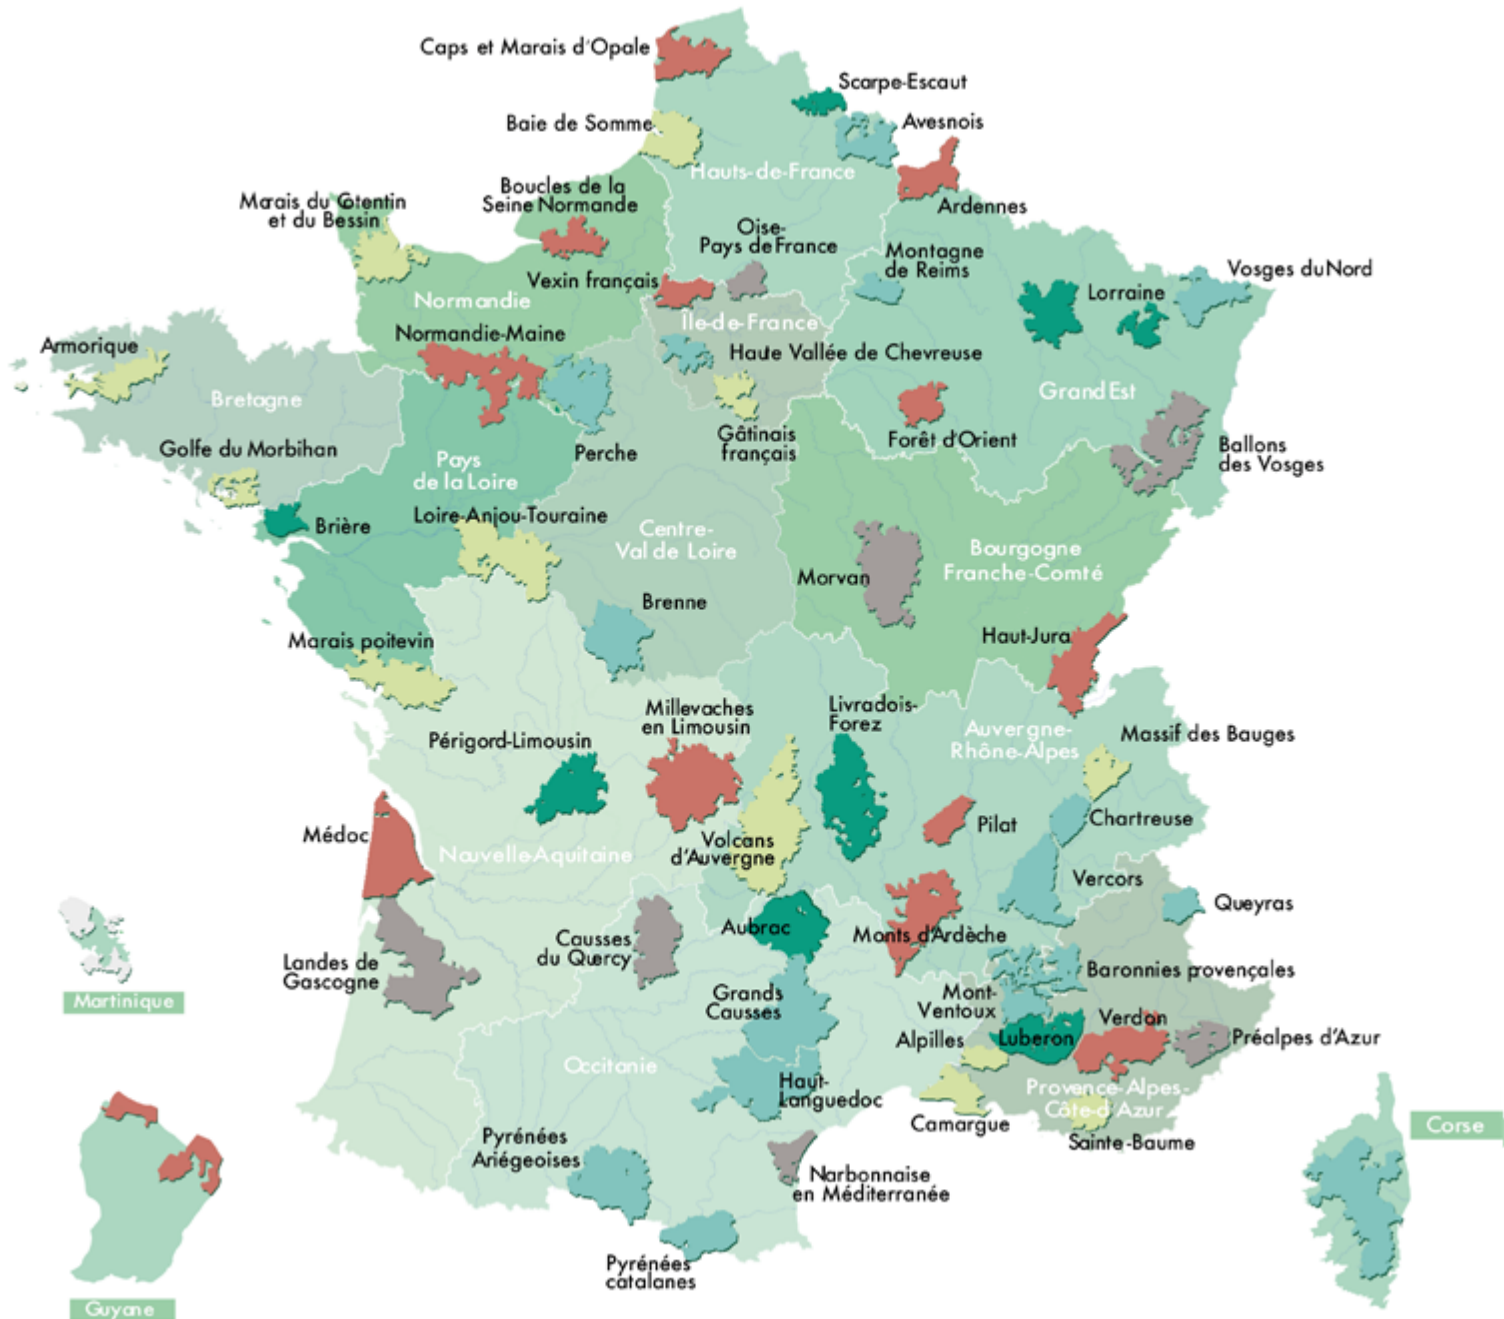 Caps et Marais d'Opale
Scarpe-Escaut
Baie de Somme
Avesnois
Hauts-de-France
Marais du Cotentin
et du Bessin
Boucles de la
Seine Normande
Ardennes
Oise-
Pays de France
Montagne
de Reims
Vosges du Nord
Vexin français
Lorraine
Normandie
Île-de-France
Normandie-Maine
Armorique
Haute Vallée de Chevreuse
Bretagne
Grand Est
Golfe du Morbihan
Pays
de la Loire
Perche
Gâtinais
français
Forêt d'Orient
Ballons
des Vosges
Brière
Loire-Anjou-Touraine
Centre-
Val de Loire
Bourgogne
Franche-Comté
Morvan
Brenne
Marais poitevin
Haut-Jura
Périgord-Limousin
Millevaches
en Limousin
Livradois-
Forez
Auvergne-
Rhône-Alpes
Massif des Bauges
Médoc
Nouvelle-Aquitaine
Volcans
d'Auvergne
Pilat
Chartreuse
Vercors
Queyras
Landes de
Gascogne
Causses
du Quercy
Aubrac
Monts d'Ardèche
Baronnies provençales
Martinique
Grands
Causses
Mont-
Ventoux
Alpilles
Luberon
Verdon
Préalpes d'Azur
Occitanie
Haut-
Languedoc
Camargue
Provence-Alpes-
Côte-d'Azur
Sainte-Baume
Corse
Pyrénées
Ariégeoises
Narbonnaise
en Méditerranée
Pyrénées
catalanes
Guyane